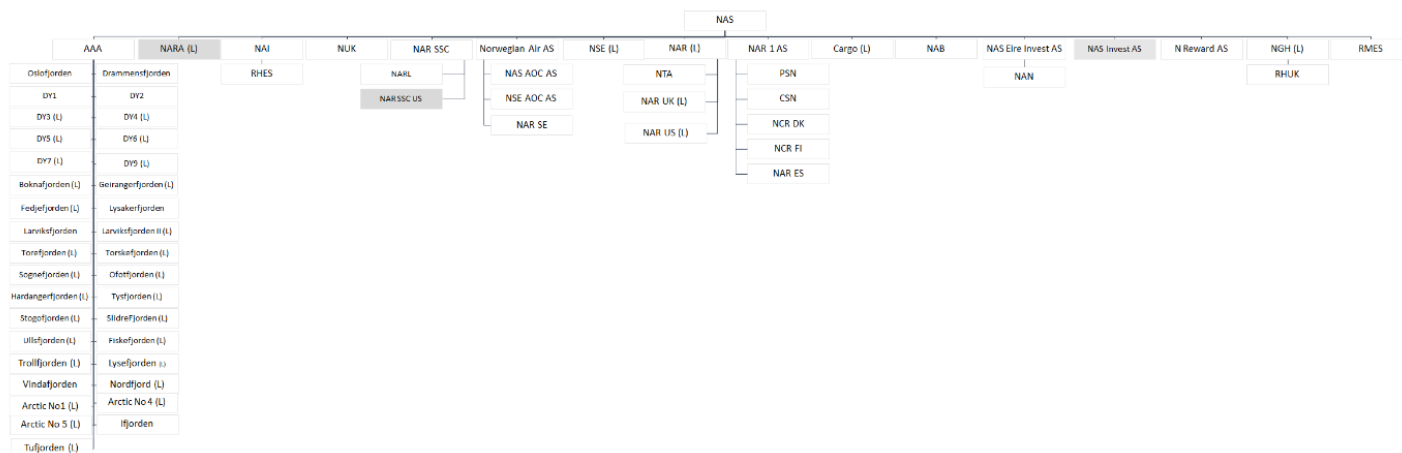 NAS
AAA
NARA (L)
NAI
NUK
NAR SSC
Norwegian Air AS
NSE (L)
NAR (L)
NAR 1 AS
Cargo (L)
NAB
NAS Eire Invest AS
NAS Invest AS
N Reward AS
NGH (L)
RMES
Oslofjorden
Drammensfjorden
DY1
DY2
DY3 (L)
DY4 (L)
DY5 (L)
DY6 (L)
DY7 (L)
DY9 (L)
Boknafjorden (L)
Geirangerfjorden (L)
Fedjefjorden (L)
Lysakerfjorden
Larviksfjorden
Larviksfjorden II (L)
Torefjorden (L)
Torskefjorden (L)
Sognefjorden (L)
Ofotfjorden (L)
Hardangerfjorden (L)
Tysfjorden (L)
Stogofjorden (L)
SlidreFjorden (L)
Ullsfjorden (L)
Fiskefjorden (L)
Trollfjorden (L)
Lysefjorden (L)
Vindafjorden
Nordfjord (L)
Arctic No1 (L)
Arctic No 4 (L)
Arctic No 5 (L)
Ifjorden
Tufjorden (L)
RHES
NARL
NAR SSC US
NAS AOC AS
NSE AOC AS
NAR SE
NTA
NAR UK (L)
NAR US (L)
PSN
CSN
NCR DK
NCR FI
NAR ES
NAN
RHUK